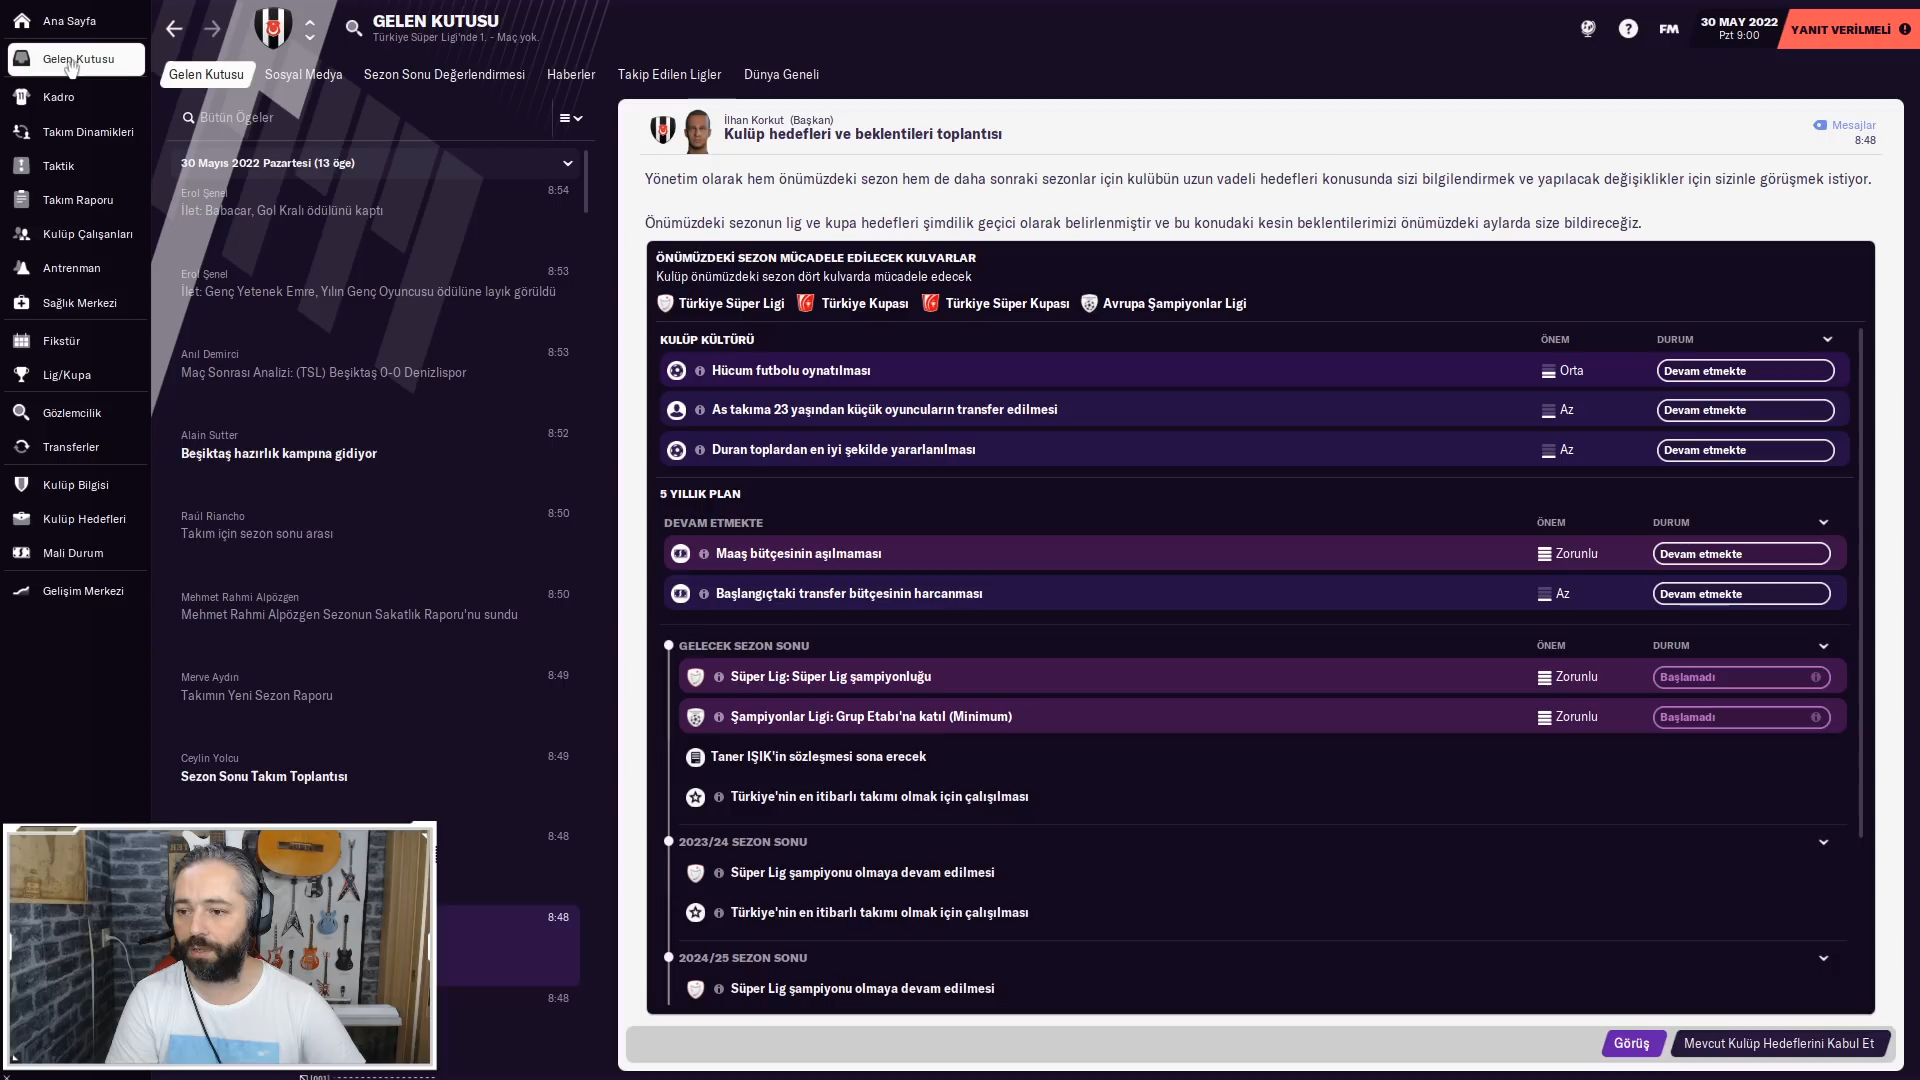 Ana Sayfa
Gelen Kutusu
Kadro
Takım Dinamikleri
Taktik
Takım Raporu
Kulüp Çalışanları
Antrenman
Sağlık Merkezi
Fikstür
Lig/Kupa
Gözlemcilik
Transferler
Kulüp Bilgisi
Kulüp Hedefleri
Mali Durum
Gelişim Merkezi
GELEN KUTUSU
Türkiye Süper Ligi'nde 1. - Maç yok.
FM
30 MAY 2022
Pzt 9:00
YANIT VERİLMELİ
Gelen Kutusu
Sosyal Medya
Sezon Sonu Değerlendirmesi
Haberler
Takip Edilen Ligler
Dünya Geneli
Bütün Ögeler
30 Mayıs 2022 Pazartesi (13 öge)
Erol Şenel 8:54
İlet: Babacar, Gol Kralı ödülünü kaptı
Erol Şenel 8:53
İlet: Genç Yetenek Emre, Yılın Genç Oyuncusu ödülüne layık görüldü
Anıl Demirci 8:53
Maç Sonrası Analizi: (TSL) Beşiktaş 0-0 Denizlispor
Alain Sutter 8:52
Beşiktaş hazırlık kampına gidiyor
Raúl Riancho 8:50
Takım için sezon sonu arası
Mehmet Rahmi Alpözgen 8:50
Mehmet Rahmi Alpözgen Sezonun Sakatlık Raporu'nu sundu
Merve Aydın 8:49
Takımın Yeni Sezon Raporu
Ceylin Yolcu 8:49
Sezon Sonu Takım Toplantısı
8:48
8:48
8:48
İlhan Korkut (Başkan)
Kulüp hedefleri ve beklentileri toplantısı
Mesajlar
8:48
Yönetim olarak hem önümüzdeki sezon hem de daha sonraki sezonlar için kulübün uzun vadeli hedefleri konusunda sizi bilgilendirmek ve yapılacak değişiklikler için sizinle görüşmek istiyor.
Önümüzdeki sezonun lig ve kupa hedefleri şimdilik geçici olarak belirlenmiştir ve bu konudaki kesin beklentilerimizi önümüzdeki aylarda size bildireceğiz.
ÖNÜMÜZDEKİ SEZON MÜCADELE EDİLECEK KULVARLAR
Kulüp önümüzdeki sezon dört kulvarda mücadele edecek
Türkiye Süper Ligi Türkiye Kupası Türkiye Süper Kupası Avrupa Şampiyonlar Ligi
KULÜP KÜLTÜRÜ ÖNEM DURUM
Hücum futbolu oynatılması Orta Devam etmekte
As takıma 23 yaşından küçük oyuncuların transfer edilmesi Az Devam etmekte
Duran toplardan en iyi şekilde yararlanılması Az Devam etmekte
5 YILLIK PLAN
DEVAM ETMEKTE ÖNEM DURUM
Maaş bütçesinin aşılmaması Zorunlu Devam etmekte
Başlangıçtaki transfer bütçesinin harcanması Az Devam etmekte
GELECEK SEZON SONU ÖNEM DURUM
Süper Lig: Süper Lig şampiyonluğu Zorunlu Başlamadı
Şampiyonlar Ligi: Grup Etabı'na katıl (Minimum) Zorunlu Başlamadı
Taner IŞIK'in sözleşmesi sona erecek
Türkiye'nin en itibarlı takımı olmak için çalışılması
2023/24 SEZON SONU
Süper Lig şampiyonu olmaya devam edilmesi
Türkiye'nin en itibarlı takımı olmak için çalışılması
2024/25 SEZON SONU
Süper Lig şampiyonu olmaya devam edilmesi
Görüş
Mevcut Kulüp Hedeflerini Kabul Et